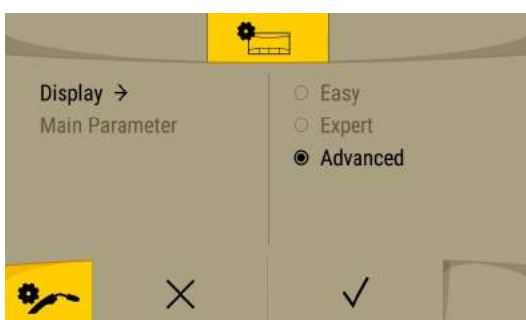 Display →
Main Parameter
Easy
Expert
Advanced